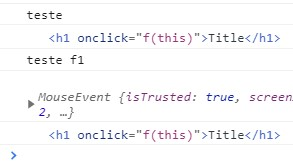 teste
<h1 onclick="f(this)">Title</h1>
teste f1
▶ MouseEvent {isTrusted: true, screen
2, …}
<h1 onclick="f(this)">Title</h1>
>